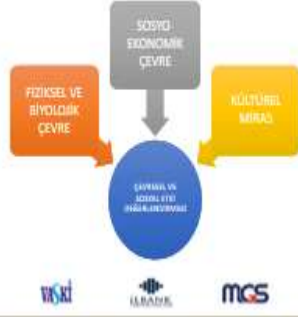 SOSYO
EKONOMİK
ÇEVRE
FİZİKSEL VE
BİYOLOJİK
ÇEVRE
KÜLTÜREL
MİRAS
ÇEVRESEL VE
SOSYAL ETKİ
DEĞERLENDİRMESİ
VASKİ
İLBANK
MGS